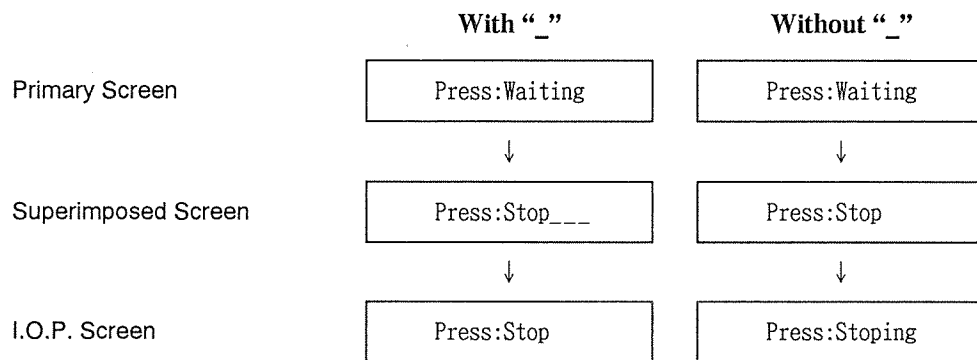 With “_” Without “_”
Primary Screen Press:Waiting Press:Waiting
↓ ↓
Superimposed Screen Press:Stop___ Press:Stop
↓ ↓
I.O.P. Screen Press:Stop Press:Stoping